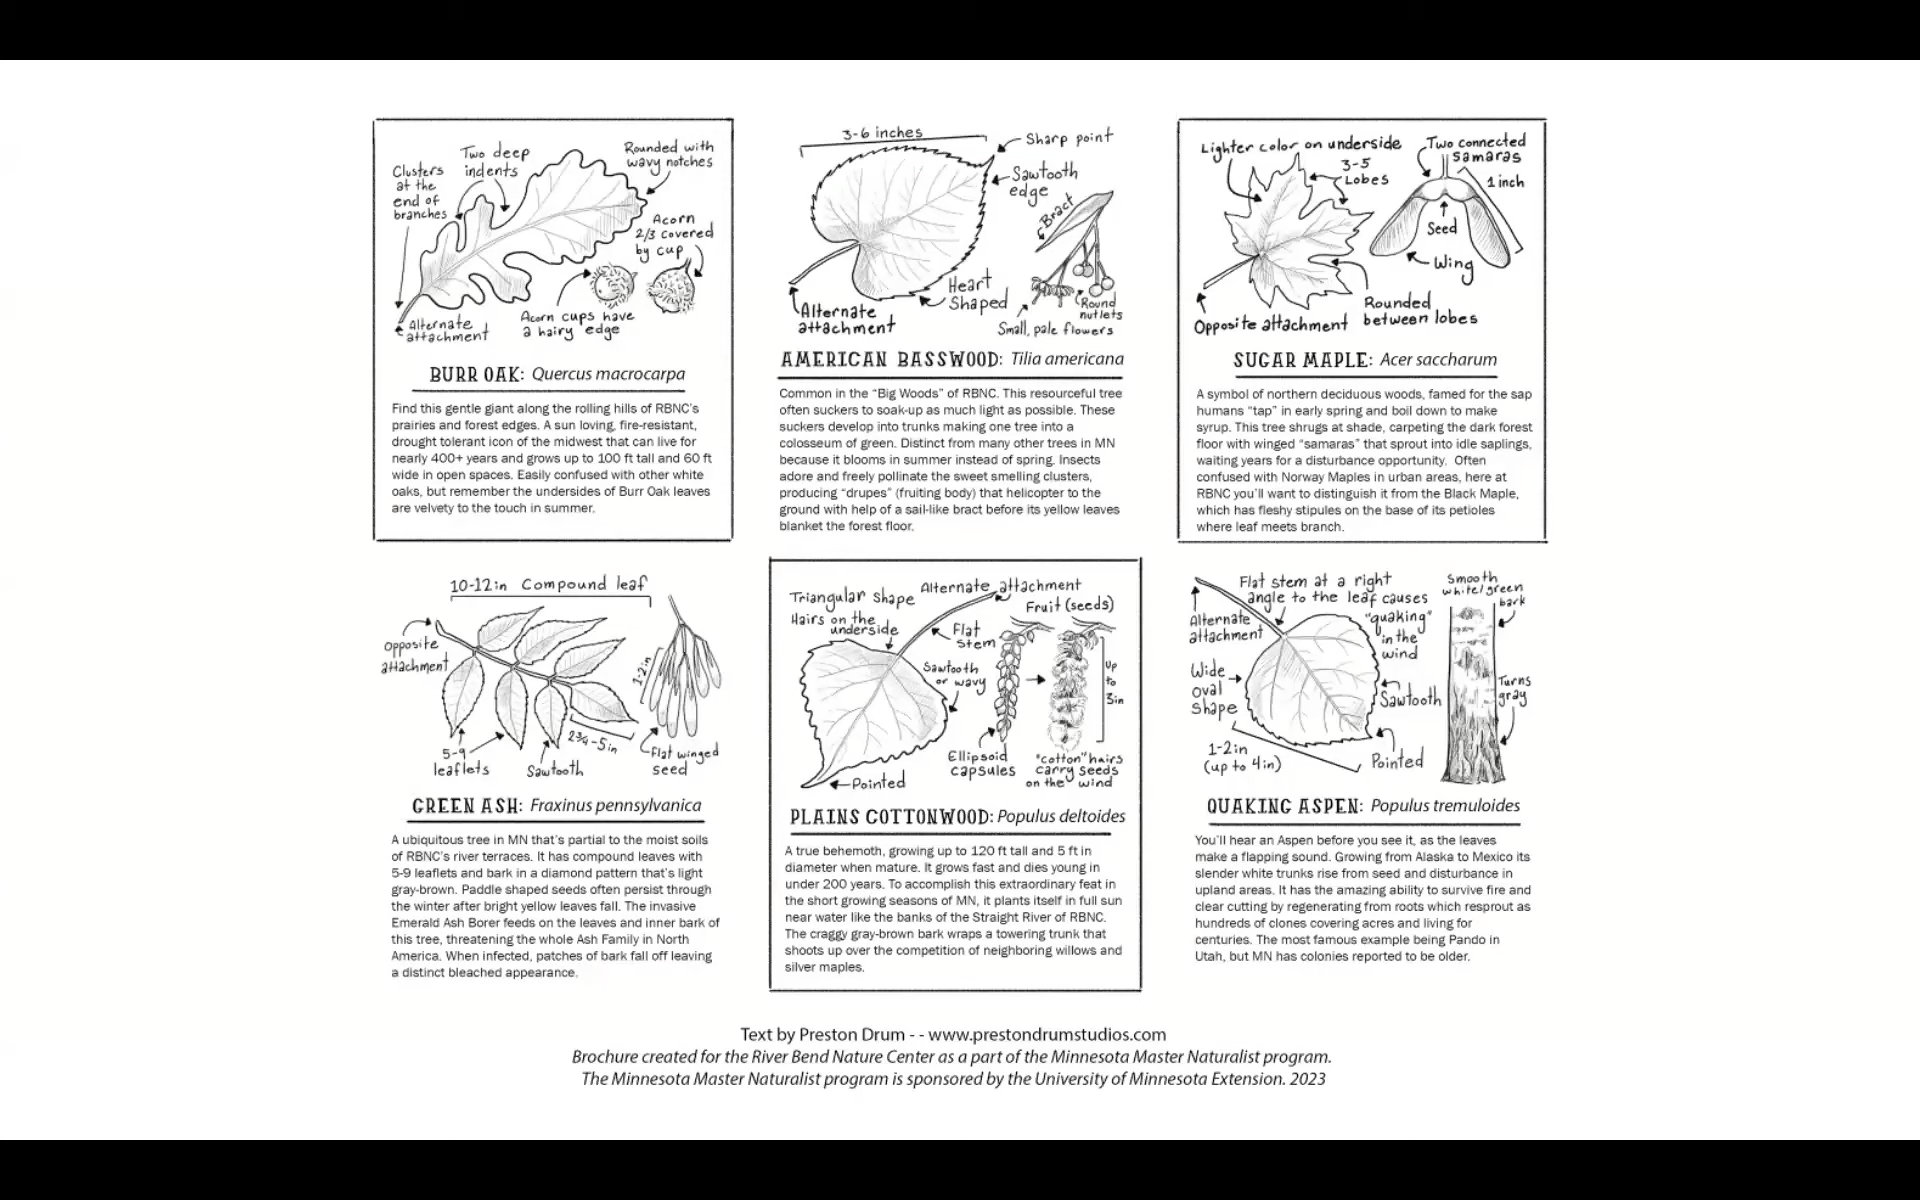 Clusters
at the
end of
branches
Two deep
indents
Rounded with
wavy notches
Acorn
2/3 covered
by cup
Alternate
attachment
Acorn cups have
a hairy edge
BURR OAK: Quercus macrocarpa
Find this gentle giant along the rolling hills of RBNC's
prairies and forest edges. A sun loving, fire-resistant,
drought tolerant icon of the midwest that can live for
nearly 400+ years and grows up to 100 ft tall and 60 ft
wide in open spaces. Easily confused with other white
oaks, but remember the undersides of Burr Oak leaves
are velvety to the touch in summer.
3-6 inches
Sharp point
Sawtooth
edge
Bract
Heart
Shaped
Alternate
attachment
Round
nutlets
Small, pale flowers
AMERICAN BASSWOOD: Tilia americana
Common in the "Big Woods" of RBNC. This resourceful tree
often suckers to soak-up as much light as possible. These
suckers develop into trunks making one tree into a
colosseum of green. Distinct from many other trees in MN
because it blooms in summer instead of spring. Insects
adore and freely pollinate the sweet smelling clusters,
producing "drupes" (fruiting body) that helicopter to the
ground with help of a sail-like bract before its yellow leaves
blanket the forest floor.
Lighter color on underside
3-5
Lobes
Two connected
samaras
1 inch
Seed
Wing
Opposite attachment
Rounded
between lobes
SUGAR MAPLE: Acer saccharum
A symbol of northern deciduous woods, famed for the sap
humans "tap" in early spring and boil down to make
syrup. This tree shrugs at shade, carpeting the dark forest
floor with winged "samaras" that sprout into idle saplings,
waiting years for a disturbance opportunity. Often
confused with Norway Maples in urban areas, here at
RBNC you'll want to distinguish it from the Black Maple,
which has fleshy stipules on the base of its petioles
where leaf meets branch.
10-12in Compound leaf
Opposite
attachment
1-2in
5-9
leaflets
Sawtooth
2¾-5in
Flat winged
seed
GREEN ASH: Fraxinus pennsylvanica
A ubiquitous tree in MN that's partial to the moist soils
of RBNC's river terraces. It has compound leaves with
5-9 leaflets and bark in a diamond pattern that's light
gray-brown. Paddle shaped seeds often persist through
the winter after bright yellow leaves fall. The invasive
Emerald Ash Borer feeds on the leaves and inner bark of
this tree, threatening the whole Ash Family in North
America. When infected, patches of bark fall off leaving
a distinct bleached appearance.
Triangular shape
Alternate attachment
Hairs on the
underside
Flat
Stem
Fruit (seeds)
Sawtooth
or wavy
up
to
3in
Ellipsoid
capsules
"cotton" hairs
carry seeds
on the wind
Pointed
PLAINS COTTONWOOD: Populus deltoides
A true behemoth, growing up to 120 ft tall and 5 ft in
diameter when mature. It grows fast and dies young in
under 200 years. To accomplish this extraordinary feat in
the short growing seasons of MN, it plants itself in full sun
near water like the banks of the Straight River of RBNC.
The craggy gray-brown bark wraps a towering trunk that
shoots up over the competition of neighboring willows and
silver maples.
Flat stem at a right
angle to the leaf causes
"quaking"
in the
wind
Alternate
attachment
Smooth
white/green
bark
Wide
oval
shape
Sawtooth
Turns
gray
1-2in
(up to 4in)
Pointed
QUAKING ASPEN: Populus tremuloides
You'll hear an Aspen before you see it, as the leaves
make a flapping sound. Growing from Alaska to Mexico its
slender white trunks rise from seed and disturbance in
upland areas. It has the amazing ability to survive fire and
clear cutting by regenerating from roots which resprout as
hundreds of clones covering acres and living for
centuries. The most famous example being Pando in
Utah, but MN has colonies reported to be older.
Text by Preston Drum - - www.prestondrumstudios.com
Brochure created for the River Bend Nature Center as a part of the Minnesota Master Naturalist program.
The Minnesota Master Naturalist program is sponsored by the University of Minnesota Extension. 2023